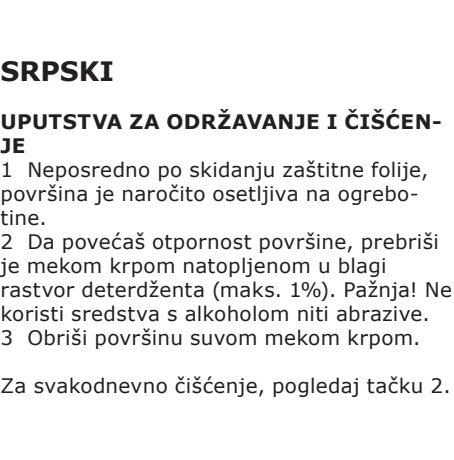 SRPSKI
UPUTSTVA ZA ODRŽAVANJE I ČIŠĆEN-
JE
1  Neposredno po skidanju zaštitne folije,
površina je naročito osetljiva na ogrebo-
tine.
2  Da povećaš otpornost površine, prebriši
je mekom krpom natopljenom u blagi
rastvor deterdženta (maks. 1%). Pažnja! Ne
koristi sredstva s alkoholom niti abrazive.
3  Obriši površinu suvom mekom krpom.
Za svakodnevno čišćenje, pogledaj tačku 2.